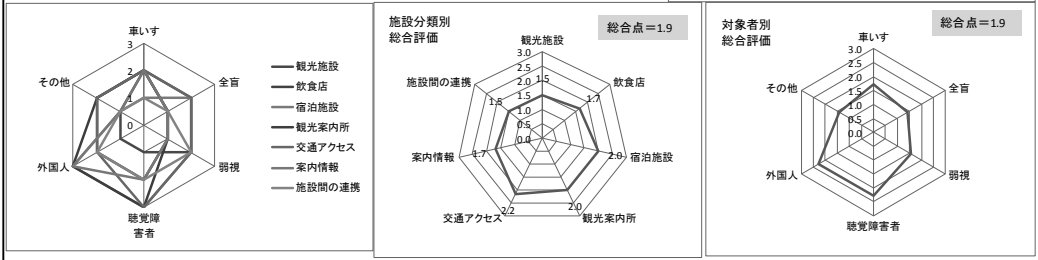 車いす
3
2
1
0
全盲
弱視
聴覚障
害者
外国人
その他
観光施設
飲食店
宿泊施設
観光案内所
交通アクセス
案内情報
施設間の連携
施設分類別
総合評価
総合点＝1.9
観光施設
3.0
2.5
2.0
1.5
1.0
0.5
0.0
飲食店
宿泊施設
観光案内所
交通アクセス
案内情報
施設間の連携
1.5
1.7
2.0
2.0
2.2
1.7
1.5
対象者別
総合評価
総合点＝1.9
車いす
3.0
2.5
2.0
1.5
1.0
0.5
0.0
全盲
弱視
聴覚障害者
外国人
その他